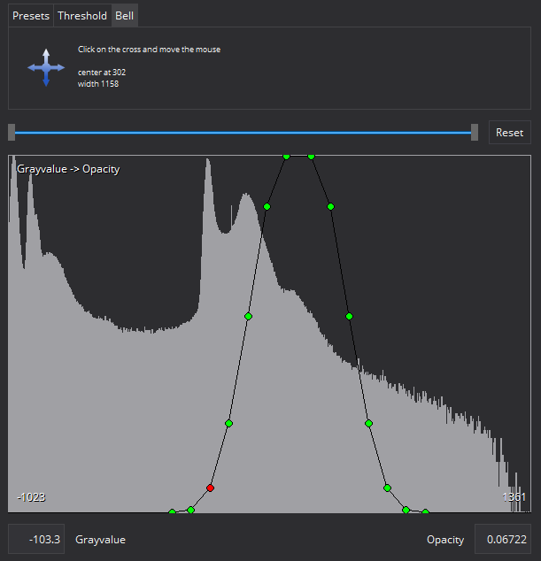 Presets Threshold Bell
Click on the cross and move the mouse
center at 302
width 1158
Reset
Grayvalue -> Opacity
-1023 1361
-103.3 Grayvalue Opacity 0.06722